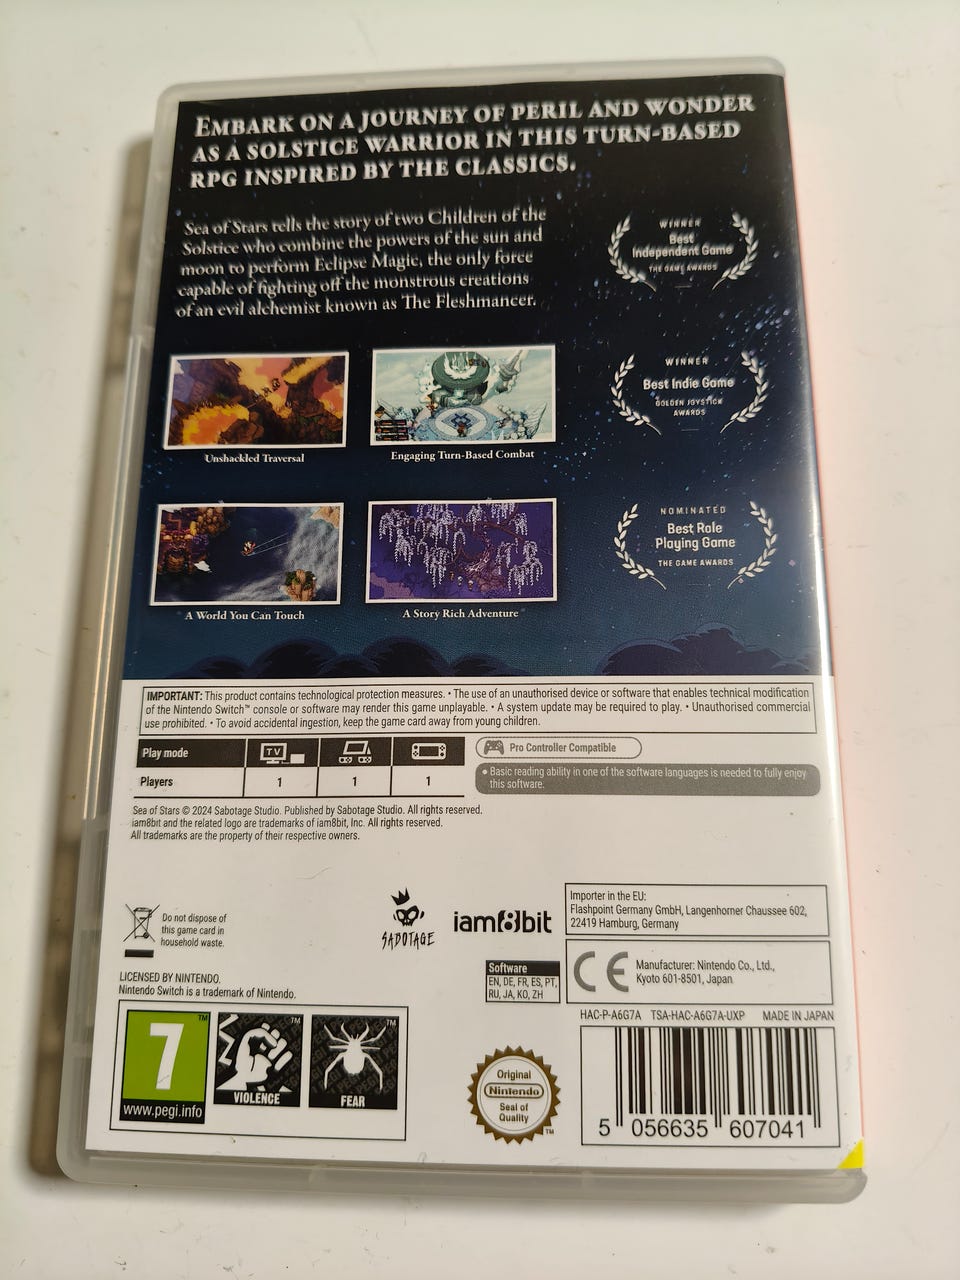 EMBARK ON A JOURNEY OF PERIL AND WONDER
AS A SOLSTICE WARRIOR IN THIS TURN-BASED
RPG INSPIRED BY THE CLASSICS.
Sea of Stars tells the story of two Children of the
Solstice who combine the powers of the sun and
moon to perform Eclipse Magic, the only force
capable of fighting off the monstrous creations
of an evil alchemist known as The Fleshmancer.
WINNER
Best
Independent Game
THE GAME AWARDS
Unshackled Traversal
Engaging Turn-Based Combat
WINNER
Best Indie Game
GOLDEN JOYSTICK
AWARDS
A World You Can Touch
A Story Rich Adventure
NOMINATED
Best Role
Playing Game
THE GAME AWARDS
IMPORTANT: This product contains technological protection measures. • The use of an unauthorised device or software that enables technical modification
of the Nintendo Switch™ console or software may render this game unplayable. • A system update may be required to play. • Unauthorised commercial
use prohibited. • To avoid accidental ingestion, keep the game card away from young children.
Play mode
TV
Players 1 1 1
Pro Controller Compatible
• Basic reading ability in one of the software languages is needed to fully enjoy
this software.
Sea of Stars © 2024 Sabotage Studio. Published by Sabotage Studio. All rights reserved.
iam8bit and the related logo are trademarks of iam8bit, Inc. All rights reserved.
All trademarks are the property of their respective owners.
Do not dispose of
this game card in
household waste.
SABOTAGE
iam8bit
Importer in the EU:
Flashpoint Germany GmbH, Langenhorner Chaussee 602,
22419 Hamburg, Germany
Software
EN, DE, FR, ES, PT,
RU, JA, KO, ZH
CE
Manufacturer: Nintendo Co., Ltd.,
Kyoto 601-8501, Japan
LICENSED BY NINTENDO.
Nintendo Switch is a trademark of Nintendo.
HAC-P-A6G7A TSA-HAC-A6G7A-UXP MADE IN JAPAN
7 TM
www.pegi.info
TM
VIOLENCE
TM
FEAR
Original
Nintendo
Seal of
Quality
TM
5 056635 607041